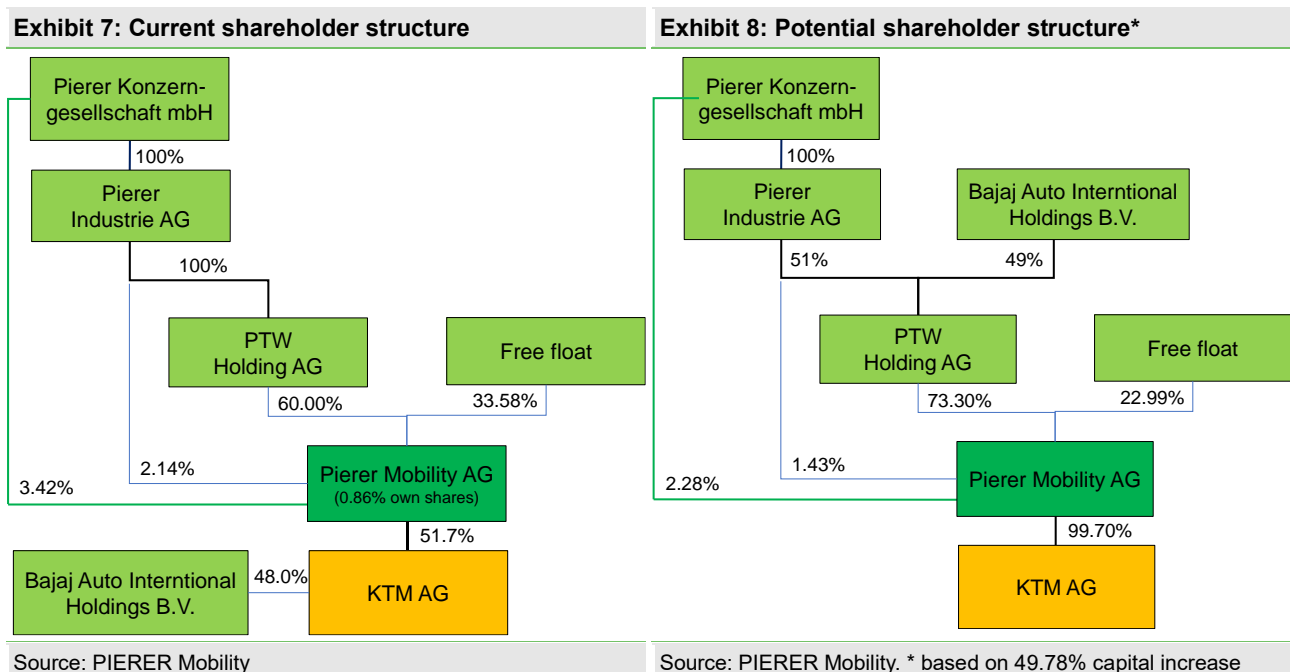 Exhibit 7: Current shareholder structure
Pierer Konzern-
gesellschaft mbH
100%
Pierer
Industrie AG
100%
PTW
Holding AG
Free float
60.00%
33.58%
2.14%
3.42%
Pierer Mobility AG
(0.86% own shares)
51.7%
Bajaj Auto Interntional
Holdings B.V.
48.0%
KTM AG
Source: PIERER Mobility
Exhibit 8: Potential shareholder structure*
Pierer Konzern-
gesellschaft mbH
100%
Pierer
Industrie AG
Bajaj Auto Interntional
Holdings B.V.
51%
49%
PTW
Holding AG
Free float
73.30%
22.99%
1.43%
2.28%
Pierer Mobility AG
99.70%
KTM AG
Source: PIERER Mobility. * based on 49.78% capital increase